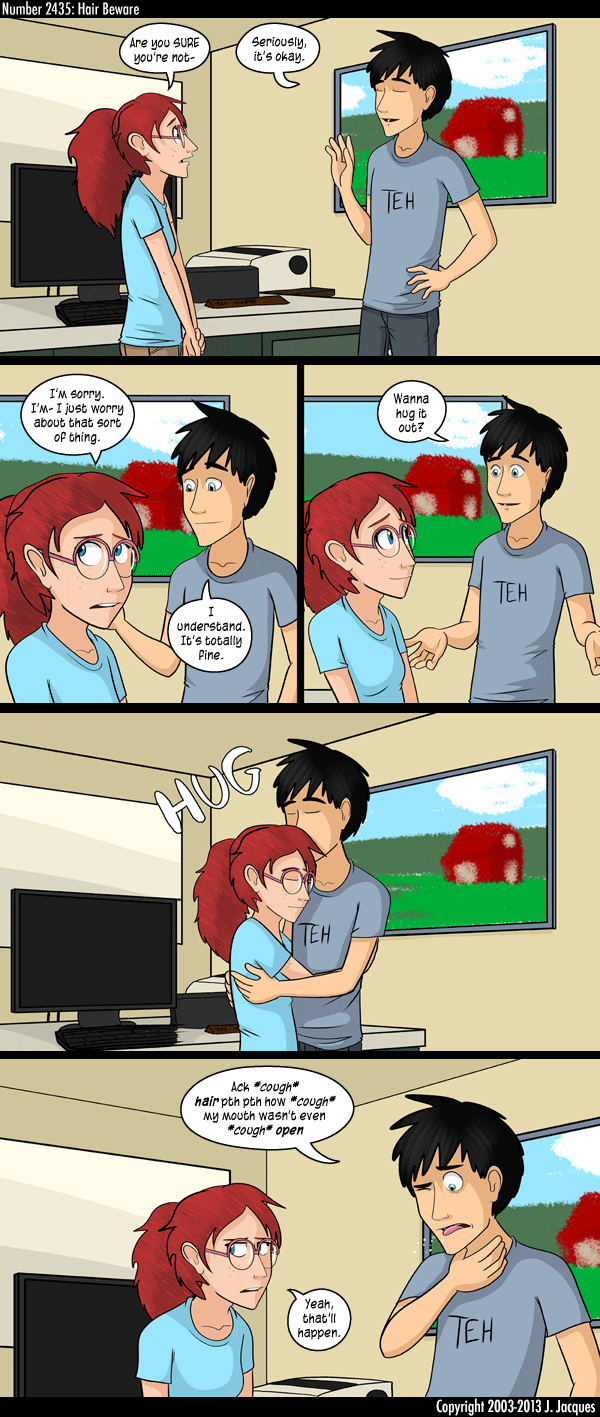 Number 2435: Hair Beware
Are you SURE
you're not-
Seriously,
it's okay.
TEH
I'm sorry.
I'm- I just worry
about that sort
of thing.
I
understand.
It's totally
fine.
Wanna
hug it
out?
TEH
HUG
TEH
Ack *cough*
hair pth pth how *cough*
my mouth wasn't even
*cough* open
Yeah,
that'll
happen.
TEH
Copyright 2003-2013 J. Jacques